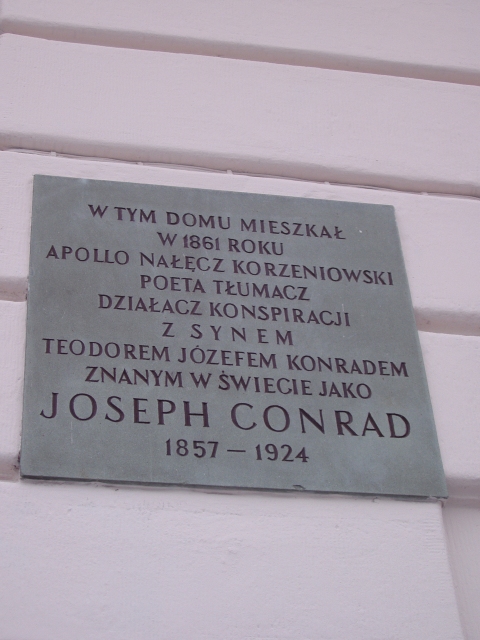 W TYM DOMU MIESZKAŁ
W 1861 ROKU
APOLLO NAŁĘCZ KORZENIOWSKI
POETA TŁUMACZ
DZIAŁACZ KONSPIRACJI
Z SYNEM
TEODOREM JÓZEFEM KONRADEM
ZNANYM W ŚWIECIE JAKO
JOSEPH CONRAD
1857 – 1924